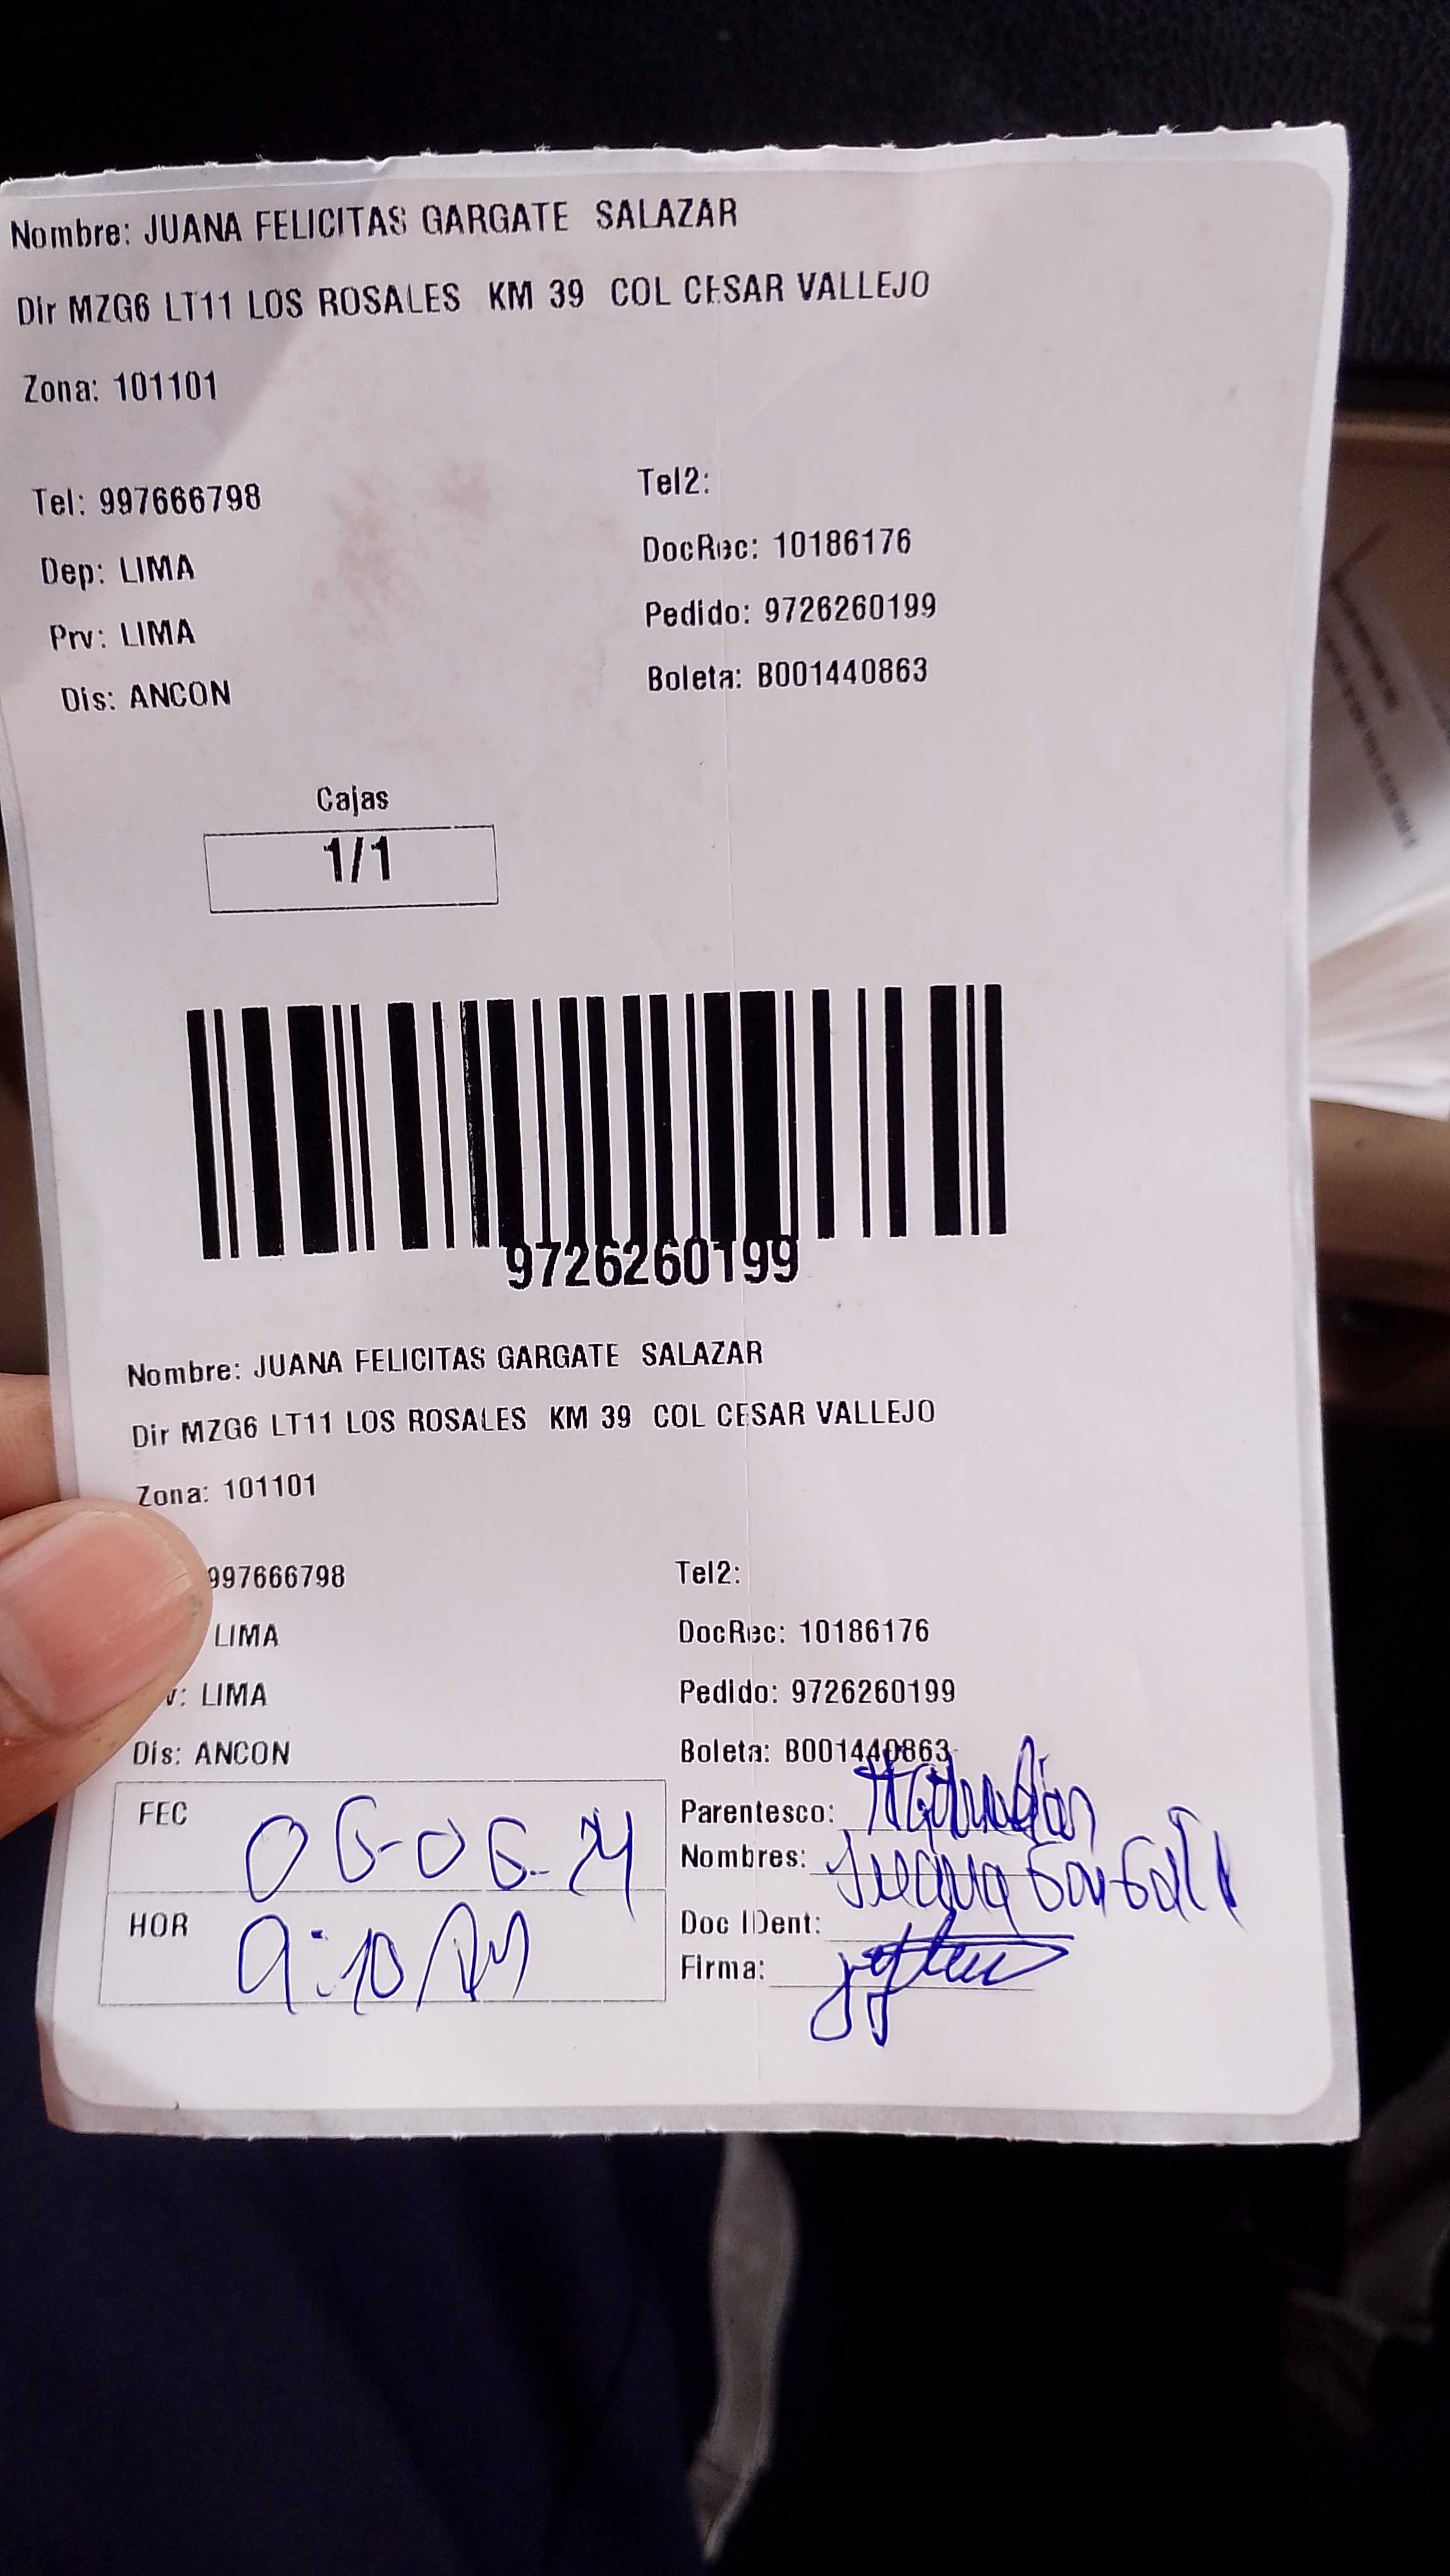 Nombre: JUANA FELICITAS GARGATE SALAZAR
Dir MZG6 LT11 LOS ROSALES KM 39 COL CESAR VALLEJO
Zona: 101101
Tel: 997666798
Tel2:
Dep: LIMA
DocRec: 10186176
Prv: LIMA
Pedido: 9726260199
Dis: ANCON
Boleta: B001440863
Cajas
1/1
9726260199
Nombre: JUANA FELICITAS GARGATE SALAZAR
Dir MZG6 LT11 LOS ROSALES KM 39 COL CESAR VALLEJO
Zona: 101101
997666798
Tel2:
LIMA
DocRec: 10186176
v: LIMA
Pedido: 9726260199
Dis: ANCON
Boleta: B001440863
FEC 06-06-24
Parentesco:
Nombres: Juana
HOR 9:10 AM
Doc IDent:
Firma: